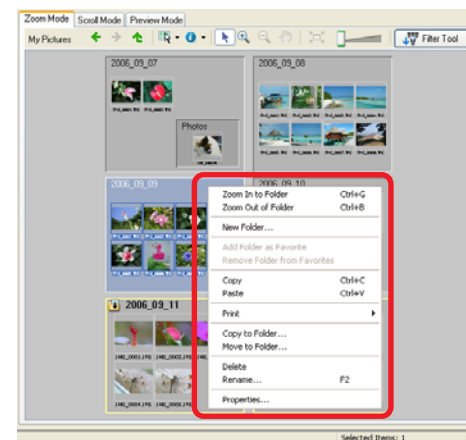 Zoom Mode Scroll Mode Preview Mode
My Pictures Filter Tool
2006_09_07 2006_09_08
Photos
2006_09_09 2006_09_10
Zoom In to Folder Ctrl+G
Zoom Out of Folder Ctrl+B
New Folder...
Add Folder as Favorite
Remove Folder from Favorites
Copy Ctrl+C
Paste Ctrl+V
Print
Copy to Folder...
Move to Folder...
Delete
Rename... F2
Properties...
2006_09_11
Selected Items: 1